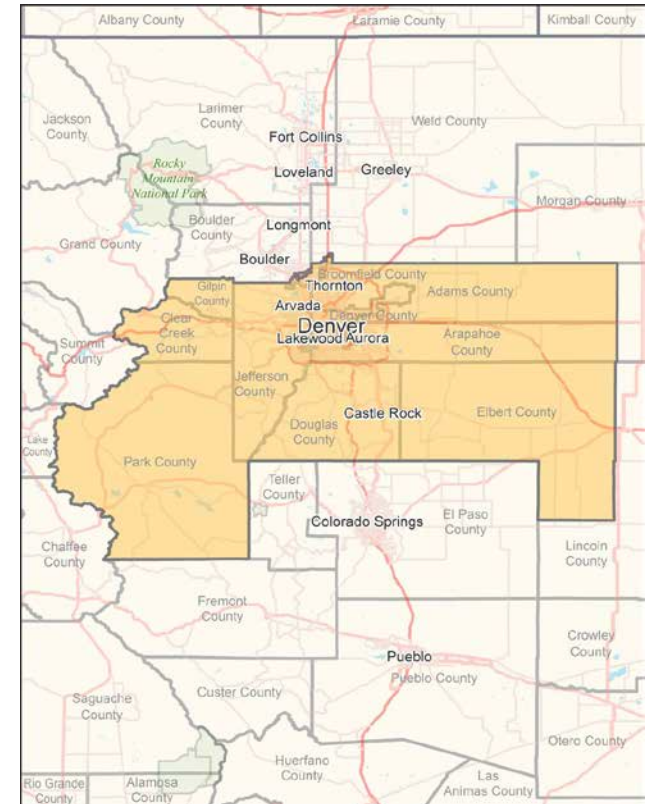 Albany County
Laramie County
Kimball County
Larimer
County
Jackson
County
Weld County
Fort Collins
Rocky
Mountain
National Park
Loveland
Greeley
Morgan County
Boulder
County
Longmont
Grand County
Boulder
Broomfield County
Gilpin
County
Thornton
Adams County
Arvada
Denver County
Denver
Clear
Creek
County
Lakewood Aurora
Arapahoe
County
Summit
County
Jefferson
County
Castle Rock
Elbert County
Douglas
County
Lake
County
Park County
Teller
County
Colorado Springs
El Paso
County
Chaffee
County
Lincoln
County
Fremont
County
Crowley
County
Pueblo
Pueblo County
Custer County
Saguache
County
Otero County
Huerfano
County
Rio Grande
County
Alamosa
County
Las
Animas County